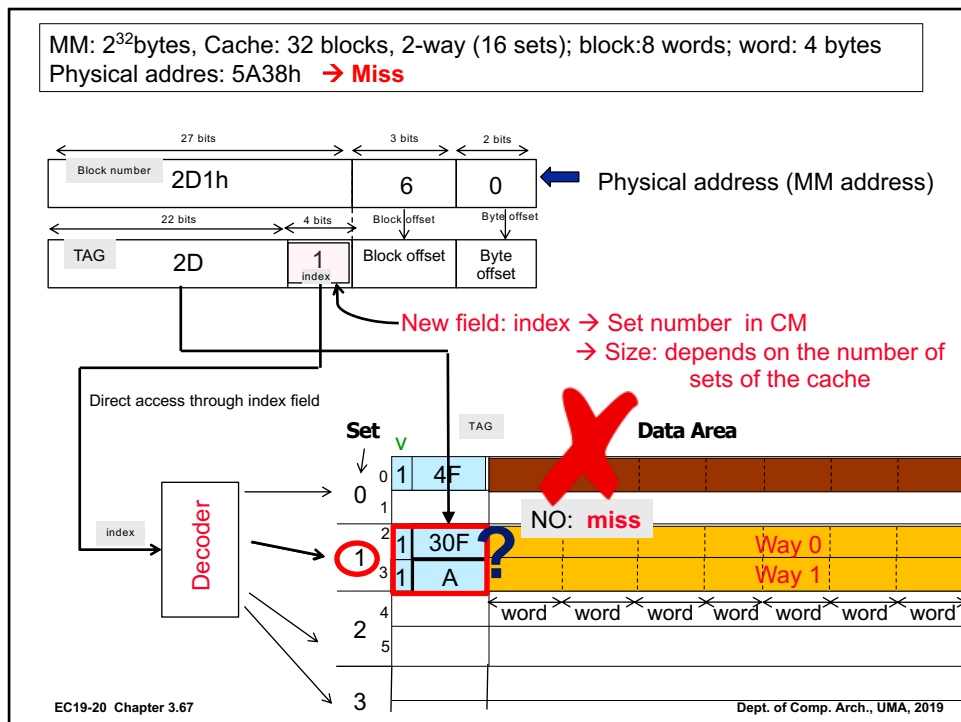 MM: 2³²bytes, Cache: 32 blocks, 2-way (16 sets); block:8 words; word: 4 bytes
Physical addres: 5A38h → Miss
27 bits 3 bits 2 bits
Block number 2D1h 6 0
Physical address (MM address)
22 bits 4 bits Block offset Byte offset
TAG 2D 1 index Block offset Byte
offset
New field: index → Set number in CM
→ Size: depends on the number of
sets of the cache
Direct access through index field
Set v TAG Data Area
0 0 1 4F
1
NO: miss
index Decoder
1 2 1 30F ? Way 0
3 1 A Way 1
word word word word word word word
2 4
5
3
EC19-20 Chapter 3.67 Dept. of Comp. Arch., UMA, 2019